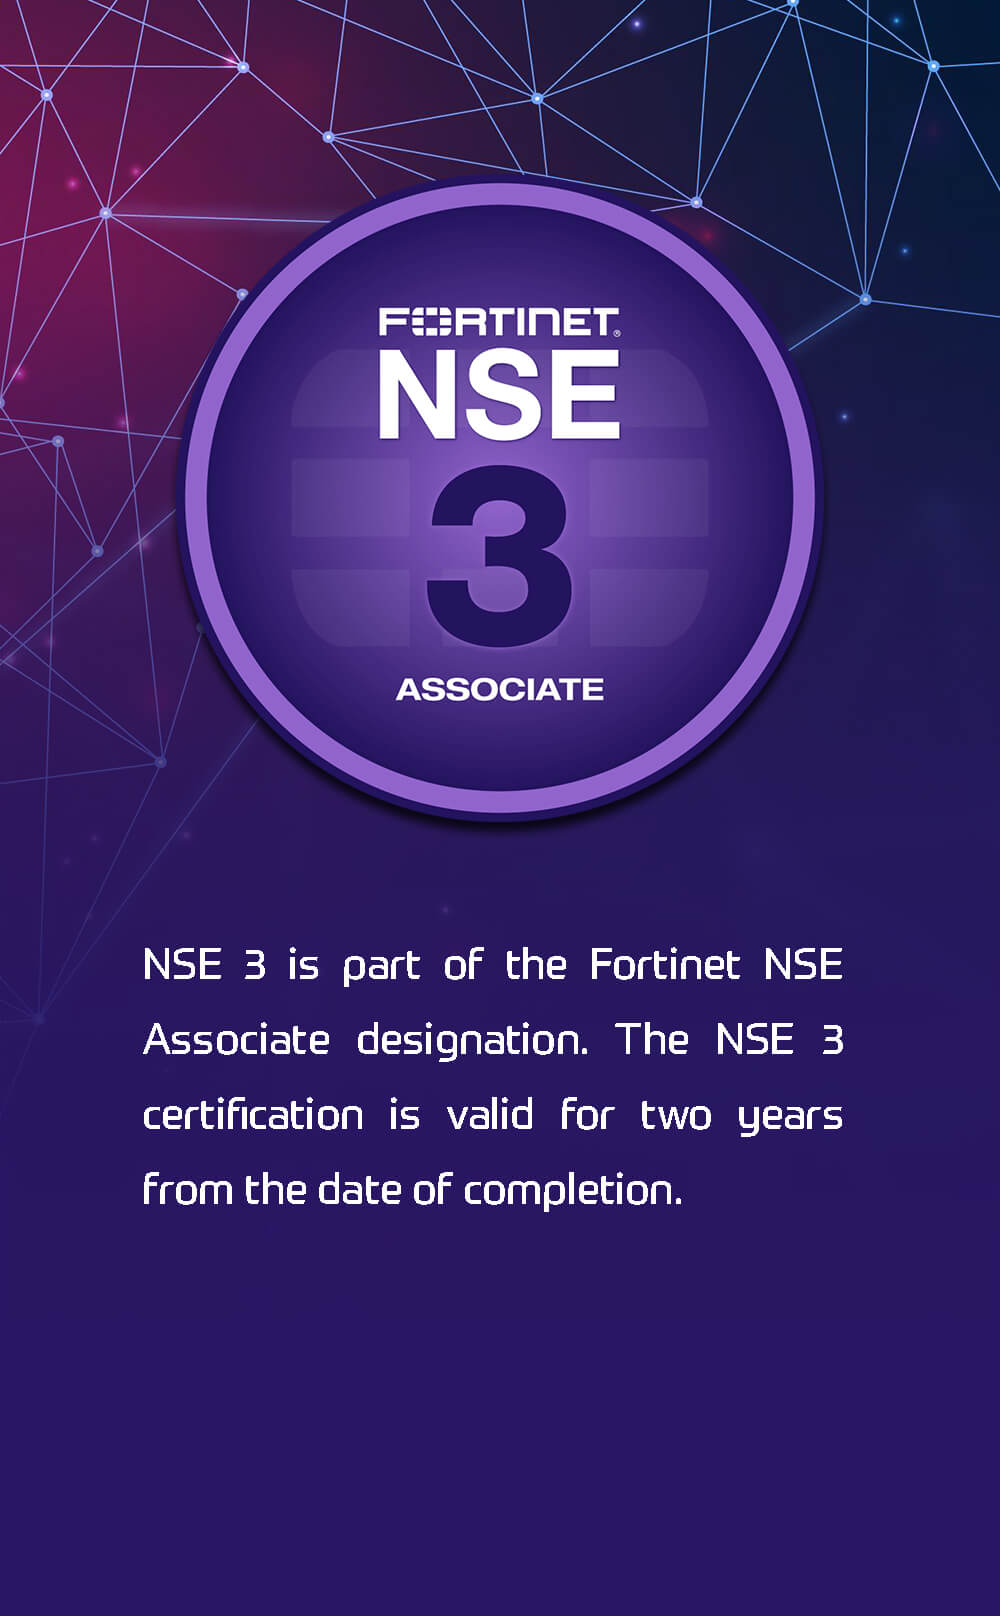 FORTINET®
NSE
3
ASSOCIATE
NSE 3 is part of the Fortinet NSE
Associate designation. The NSE 3
certification is valid for two years
from the date of completion.